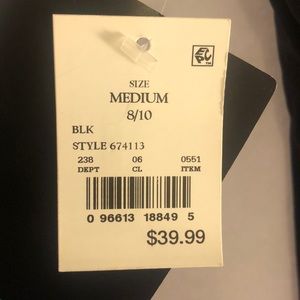 SIZE
MEDIUM
8/10
BLK
STYLE 674113
238 06 0551
DEPT CL ITEM
0 96613 18849 5
$39.99